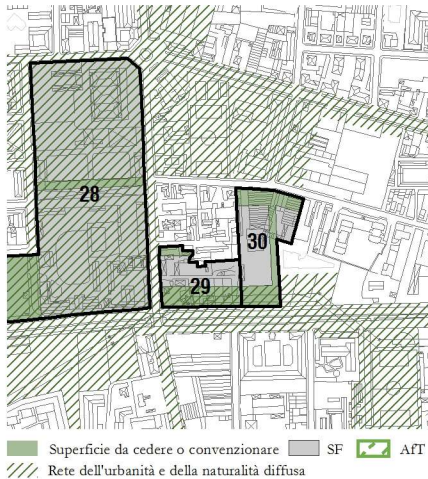 28
30
29
Superficie da cedere o convenzionare SF AfT
Rete dell'urbanità e della naturalità diffusa